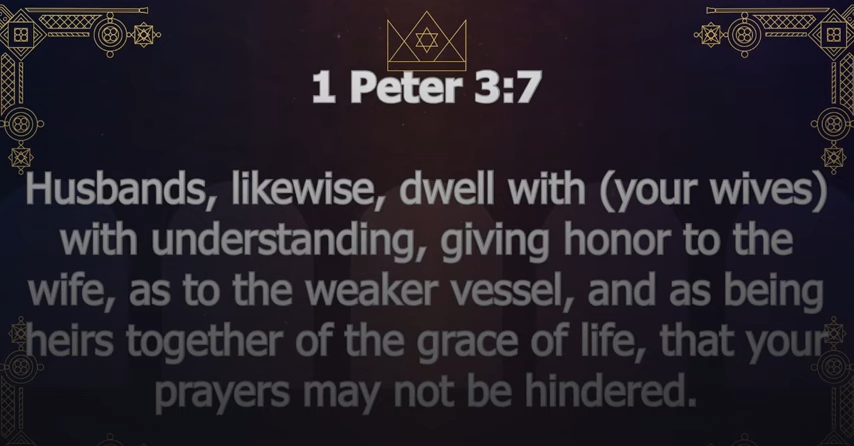 1 Peter 3:7
Husbands, likewise, dwell with (your wives)
with understanding, giving honor to the
wife, as to the weaker vessel, and as being
heirs together of the grace of life, that your
prayers may not be hindered.